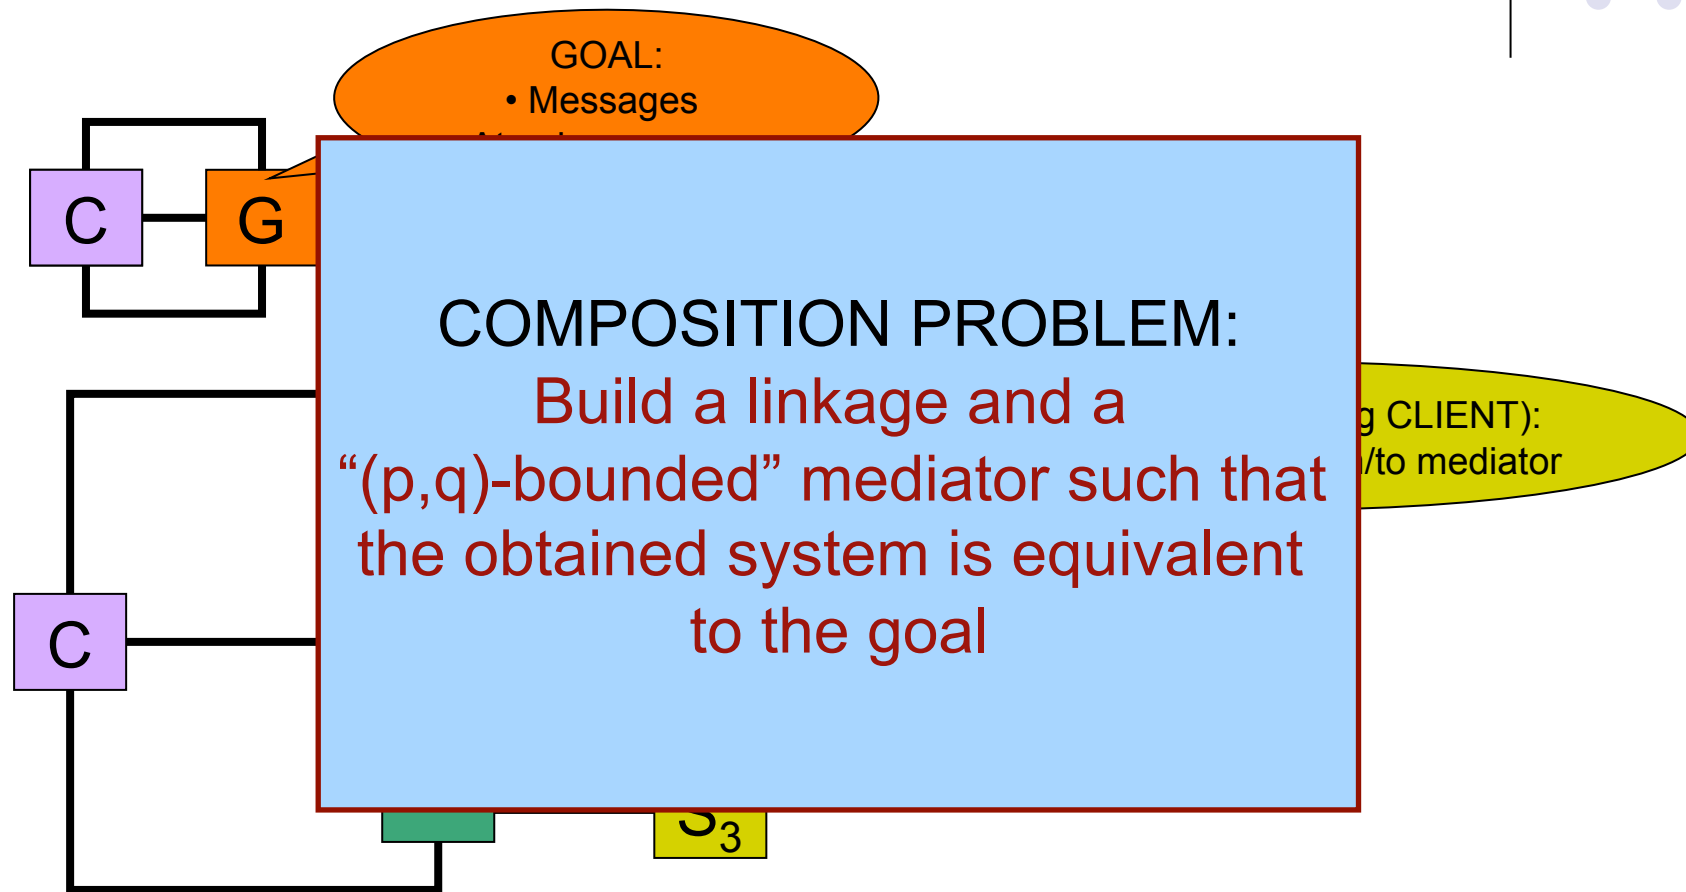 GOAL:
• Messages
C
G
COMPOSITION PROBLEM:
Build a linkage and a
“(p,q)-bounded” mediator such that
the obtained system is equivalent
to the goal
g CLIENT):
/to mediator
C
S3